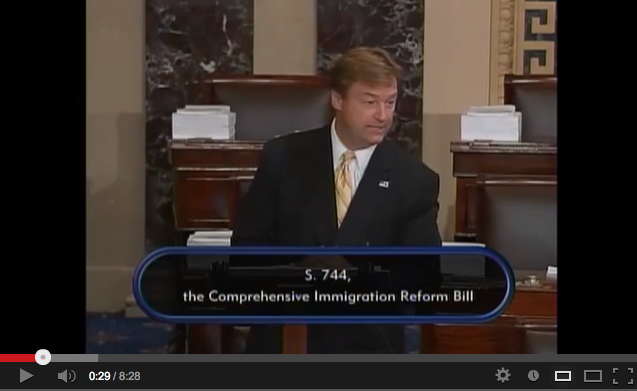 S. 744,
the Comprehensive Immigration Reform Bill
0:29 / 8:28